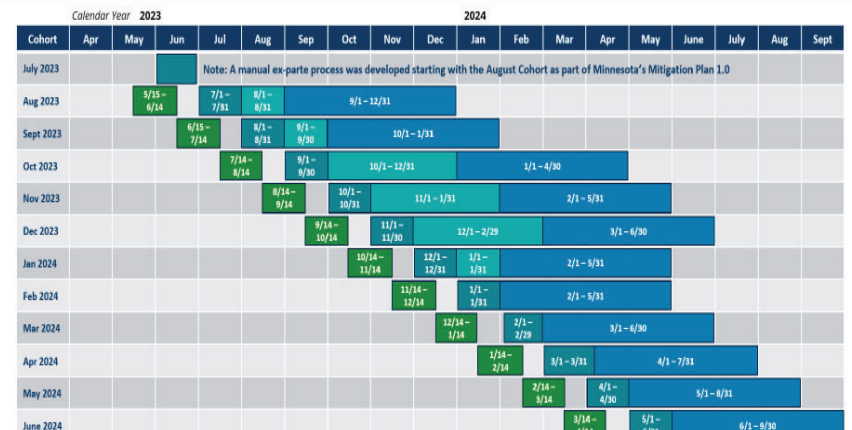 Calendar Year 2023 2024
Cohort Apr May Jun Jul Aug Sep Oct Nov Dec Jan Feb Mar Apr May June July Aug Sept
July 2023 Note: A manual ex-parte process was developed starting with the August Cohort as part of Minnesota's Mitigation Plan 1.0
Aug 2023 5/15 – 6/14 7/1 – 7/31 8/1 – 8/31 9/1 – 12/31
Sept 2023 6/15 – 7/14 8/1 – 8/31 9/1 – 9/30 10/1 – 1/31
Oct 2023 7/14 – 8/14 9/1 – 9/30 10/1 – 12/31 1/1 – 4/30
Nov 2023 8/14 – 9/14 10/1 – 10/31 11/1 – 1/31 2/1 – 5/31
Dec 2023 9/14 – 10/14 11/1 – 11/30 12/1 – 2/29 3/1 – 6/30
Jan 2024 10/14 – 11/14 12/1 – 12/31 1/1 – 1/31 2/1 – 5/31
Feb 2024 11/14 – 12/14 1/1 – 1/31 2/1 – 5/31
Mar 2024 12/14 – 1/14 2/1 – 2/29 3/1 – 6/30
Apr 2024 1/14 – 2/14 3/1 – 3/31 4/1 – 7/31
May 2024 2/14 – 3/14 4/1 – 4/30 5/1 – 8/31
June 2024 3/14 – 5/1 – 6/1 – 9/30